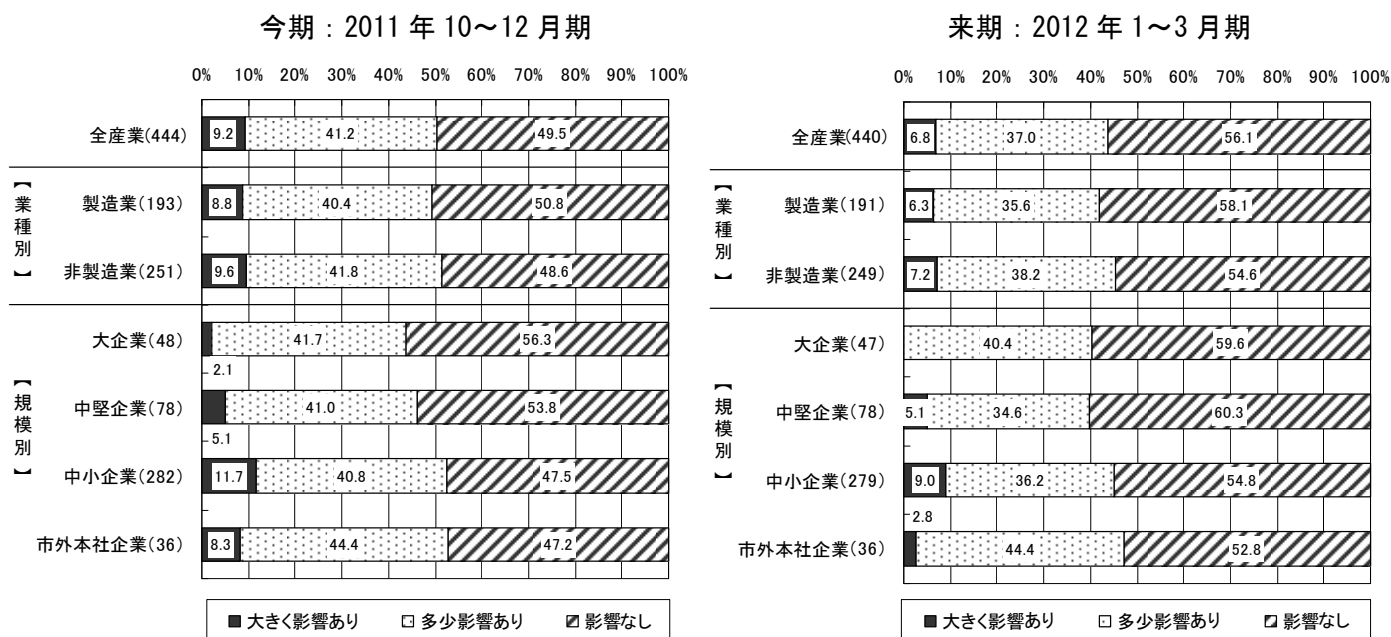 今期：2011 年 10～12 月期
0% 10% 20% 30% 40% 50% 60% 70% 80% 90% 100%
全産業(444) 9.2 41.2 49.5
【業種別】
製造業(193) 8.8 40.4 50.8
非製造業(251) 9.6 41.8 48.6
【規模別】
大企業(48) 41.7 56.3
2.1
中堅企業(78) 41.0 53.8
5.1
中小企業(282) 11.7 40.8 47.5
市外本社企業(36) 8.3 44.4 47.2
大きく影響あり 多少影響あり 影響なし
来期：2012 年 1～3 月期
0% 10% 20% 30% 40% 50% 60% 70% 80% 90% 100%
全産業(440) 6.8 37.0 56.1
【業種別】
製造業(191) 6.3 35.6 58.1
非製造業(249) 7.2 38.2 54.6
【規模別】
大企業(47) 40.4 59.6
中堅企業(78) 5.1 34.6 60.3
中小企業(279) 9.0 36.2 54.8
2.8
市外本社企業(36) 44.4 52.8
大きく影響あり 多少影響あり 影響なし